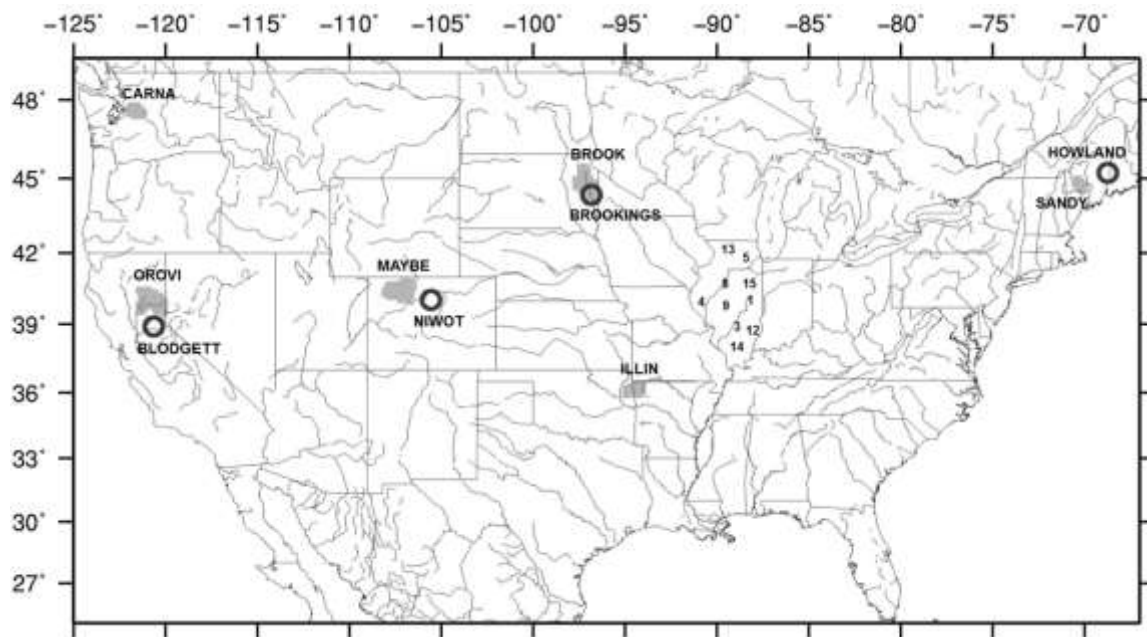 −125˚ −120˚ −115˚ −110˚ −105˚ −100˚ −95˚ −90˚ −85˚ −80˚ −75˚ −70˚
48˚
45˚
42˚
39˚
36˚
33˚
30˚
27˚
CARNA
BROOK
BROOKINGS
HOWLAND
SANDY
OROVI
BLODGETT
MAYBE
NIWOT
ILLIN
13
5
8 15
4 9 1
3 12
14